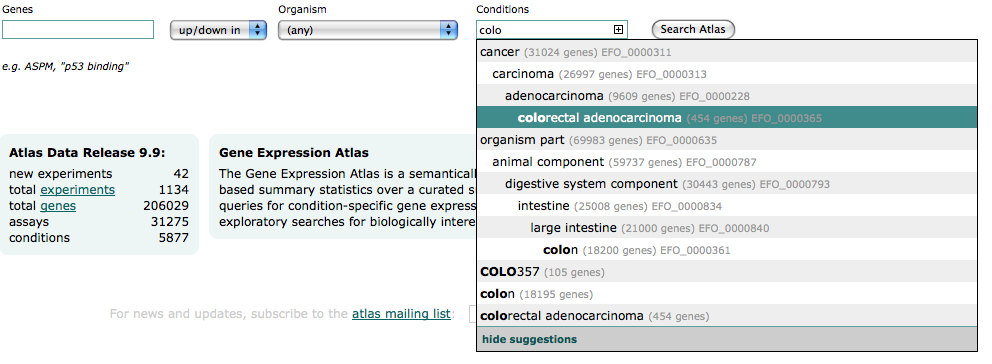 Genes
Organism
Conditions
up/down in
(any)
colo
Search Atlas
e.g. ASPM, "p53 binding"
cancer (31024 genes) EFO_0000311
carcinoma (26997 genes) EFO_0000313
adenocarcinoma (9609 genes) EFO_0000228
colorectal adenocarcinoma (454 genes) EFO_0000365
organism part (69983 genes) EFO_0000635
animal component (59737 genes) EFO_0000787
digestive system component (30443 genes) EFO_0000793
intestine (25008 genes) EFO_0000834
large intestine (21000 genes) EFO_0000840
colon (18200 genes) EFO_0000361
COLO357 (105 genes)
colon (18195 genes)
colorectal adenocarcinoma (454 genes)
hide suggestions
Atlas Data Release 9.9:
new experiments 42
total experiments 1134
total genes 206029
assays 31275
conditions 5877
Gene Expression Atlas
The Gene Expression Atlas is a semantically
based summary statistics over a curated s
queries for condition-specific gene express
exploratory searches for biologically intere
For news and updates, subscribe to the atlas mailing list: